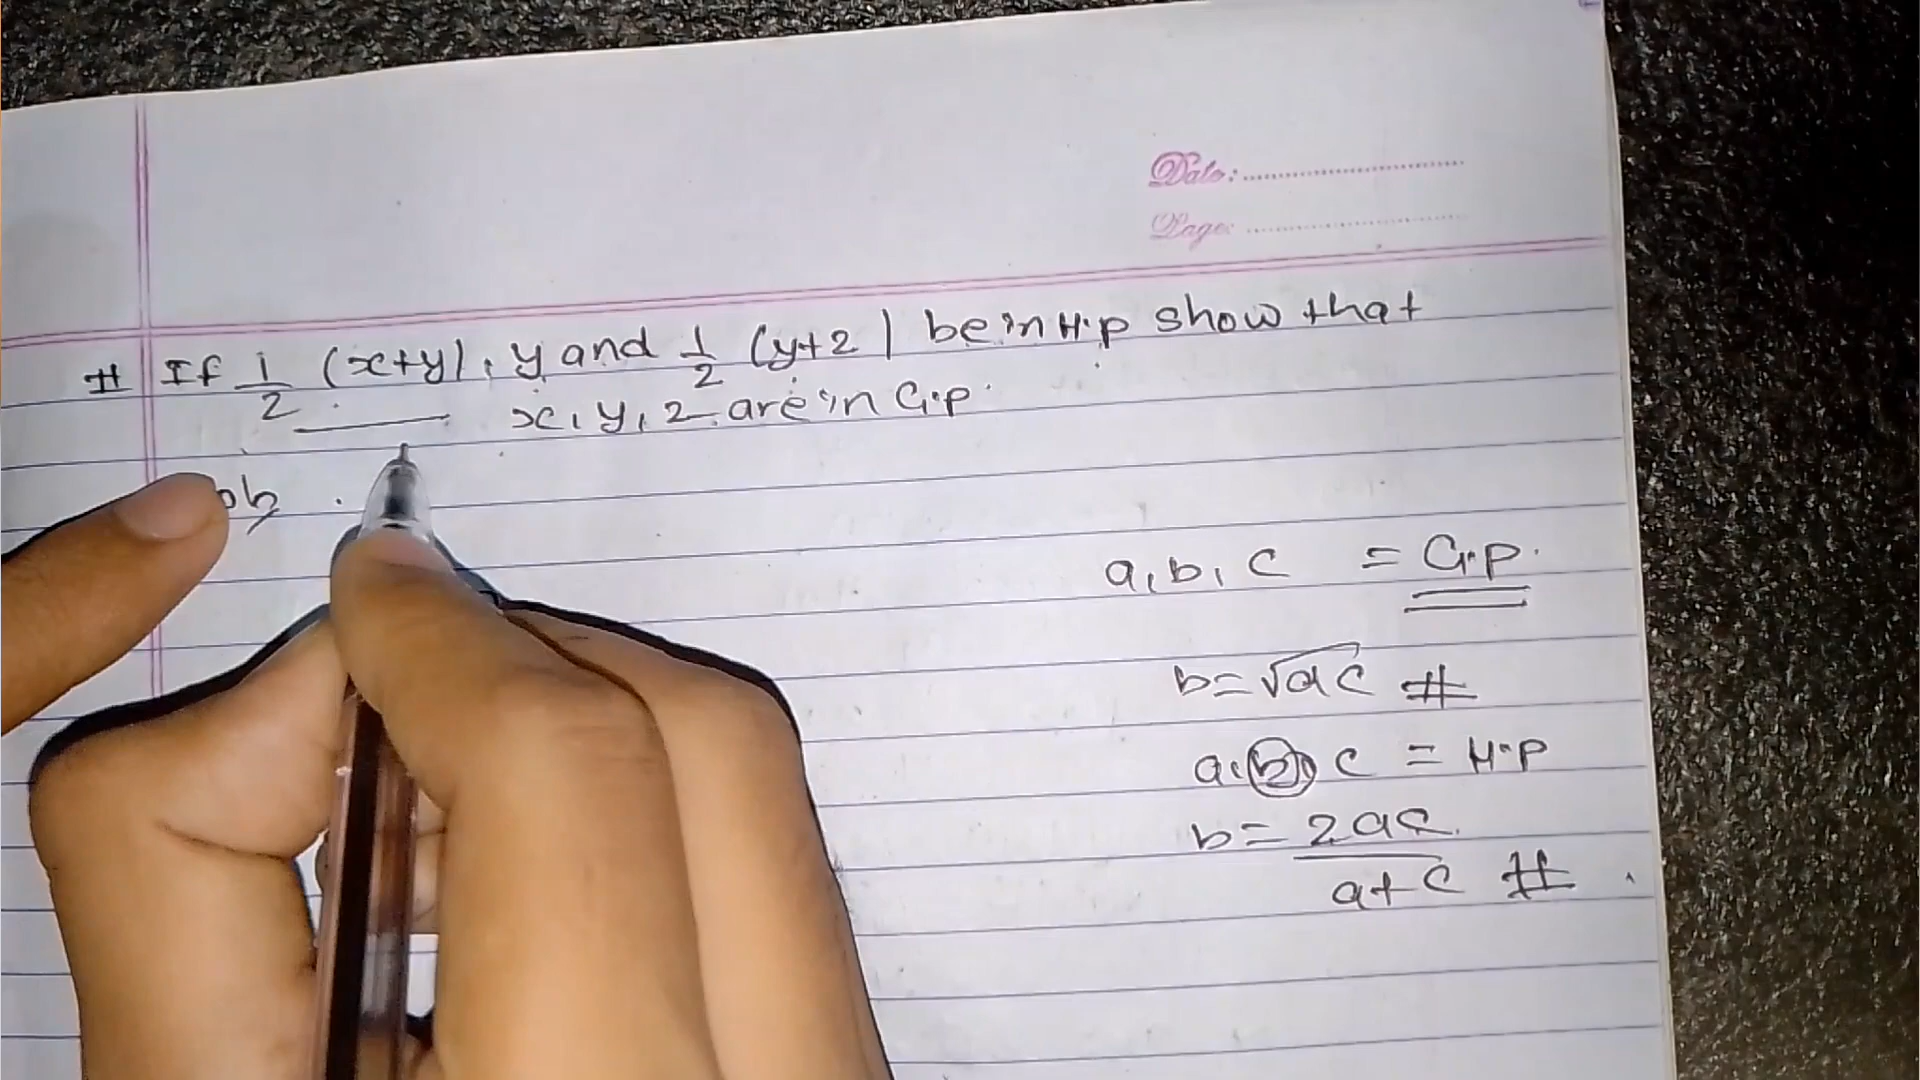 Date:
Page:
# If 1/2 (x+y), y and 1/2 (y+z) be in H.p show that
x, y, z are in G.p.
a, b, c = G.p.
b = √ac #
a, b, c = H.p
b = 2ac / a+c #